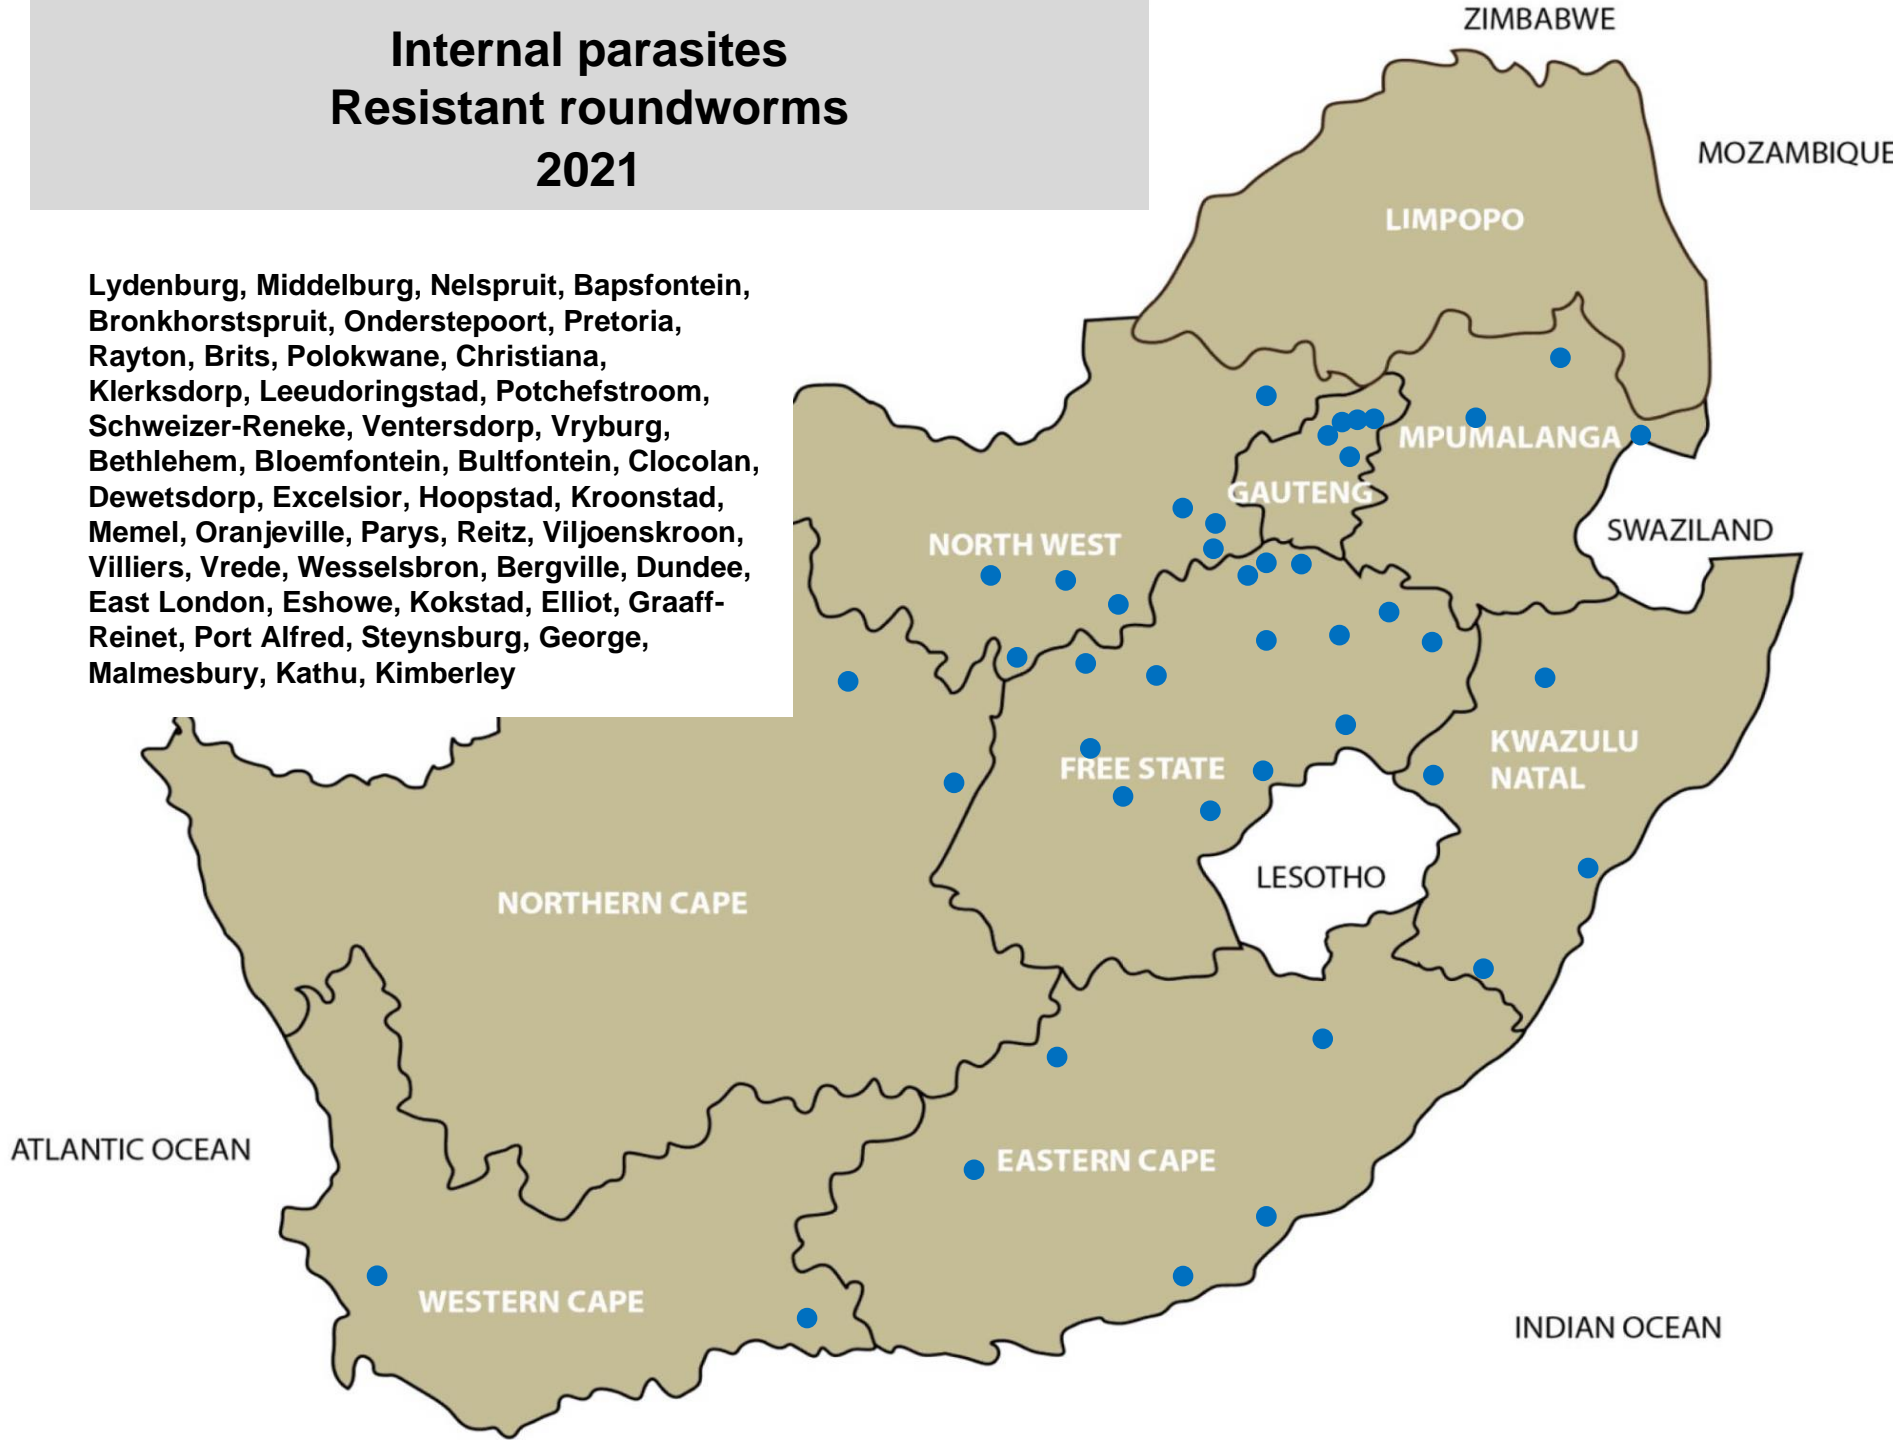 Internal parasites
Resistant roundworms
2021
Lydenburg, Middelburg, Nelspruit, Bapsfontein,
Bronkhorstspruit, Onderstepoort, Pretoria,
Rayton, Brits, Polokwane, Christiana,
Klerksdorp, Leeudoringstad, Potchefstroom,
Schweizer-Reneke, Ventersdorp, Vryburg,
Bethlehem, Bloemfontein, Bultfontein, Clocolan,
Dewetsdorp, Excelsior, Hoopstad, Kroonstad,
Memel, Oranjeville, Parys, Reitz, Viljoenskroon,
Villiers, Vrede, Wesselsbron, Bergville, Dundee,
East London, Eshowe, Kokstad, Elliot, Graaff-
Reinet, Port Alfred, Steynsburg, George,
Malmesbury, Kathu, Kimberley
ZIMBABWE
MOZAMBIQUE
LIMPOPO
MPUMALANGA
GAUTENG
SWAZILAND
NORTH WEST
KWAZULU
NATAL
FREE STATE
LESOTHO
NORTHERN CAPE
ATLANTIC OCEAN
EASTERN CAPE
WESTERN CAPE
INDIAN OCEAN